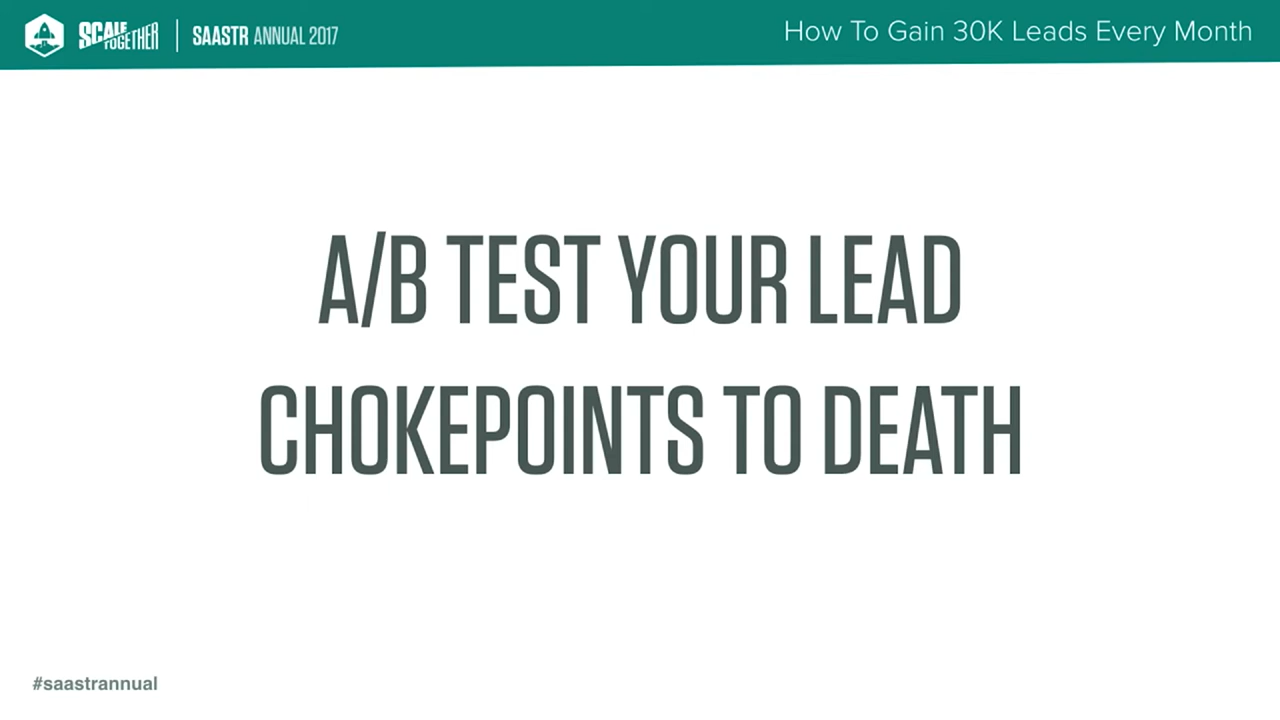 SCALE TOGETHER
SAASTR ANNUAL 2017
How To Gain 30K Leads Every Month
A/B TEST YOUR LEAD
CHOKEPOINTS TO DEATH
#saastrannual